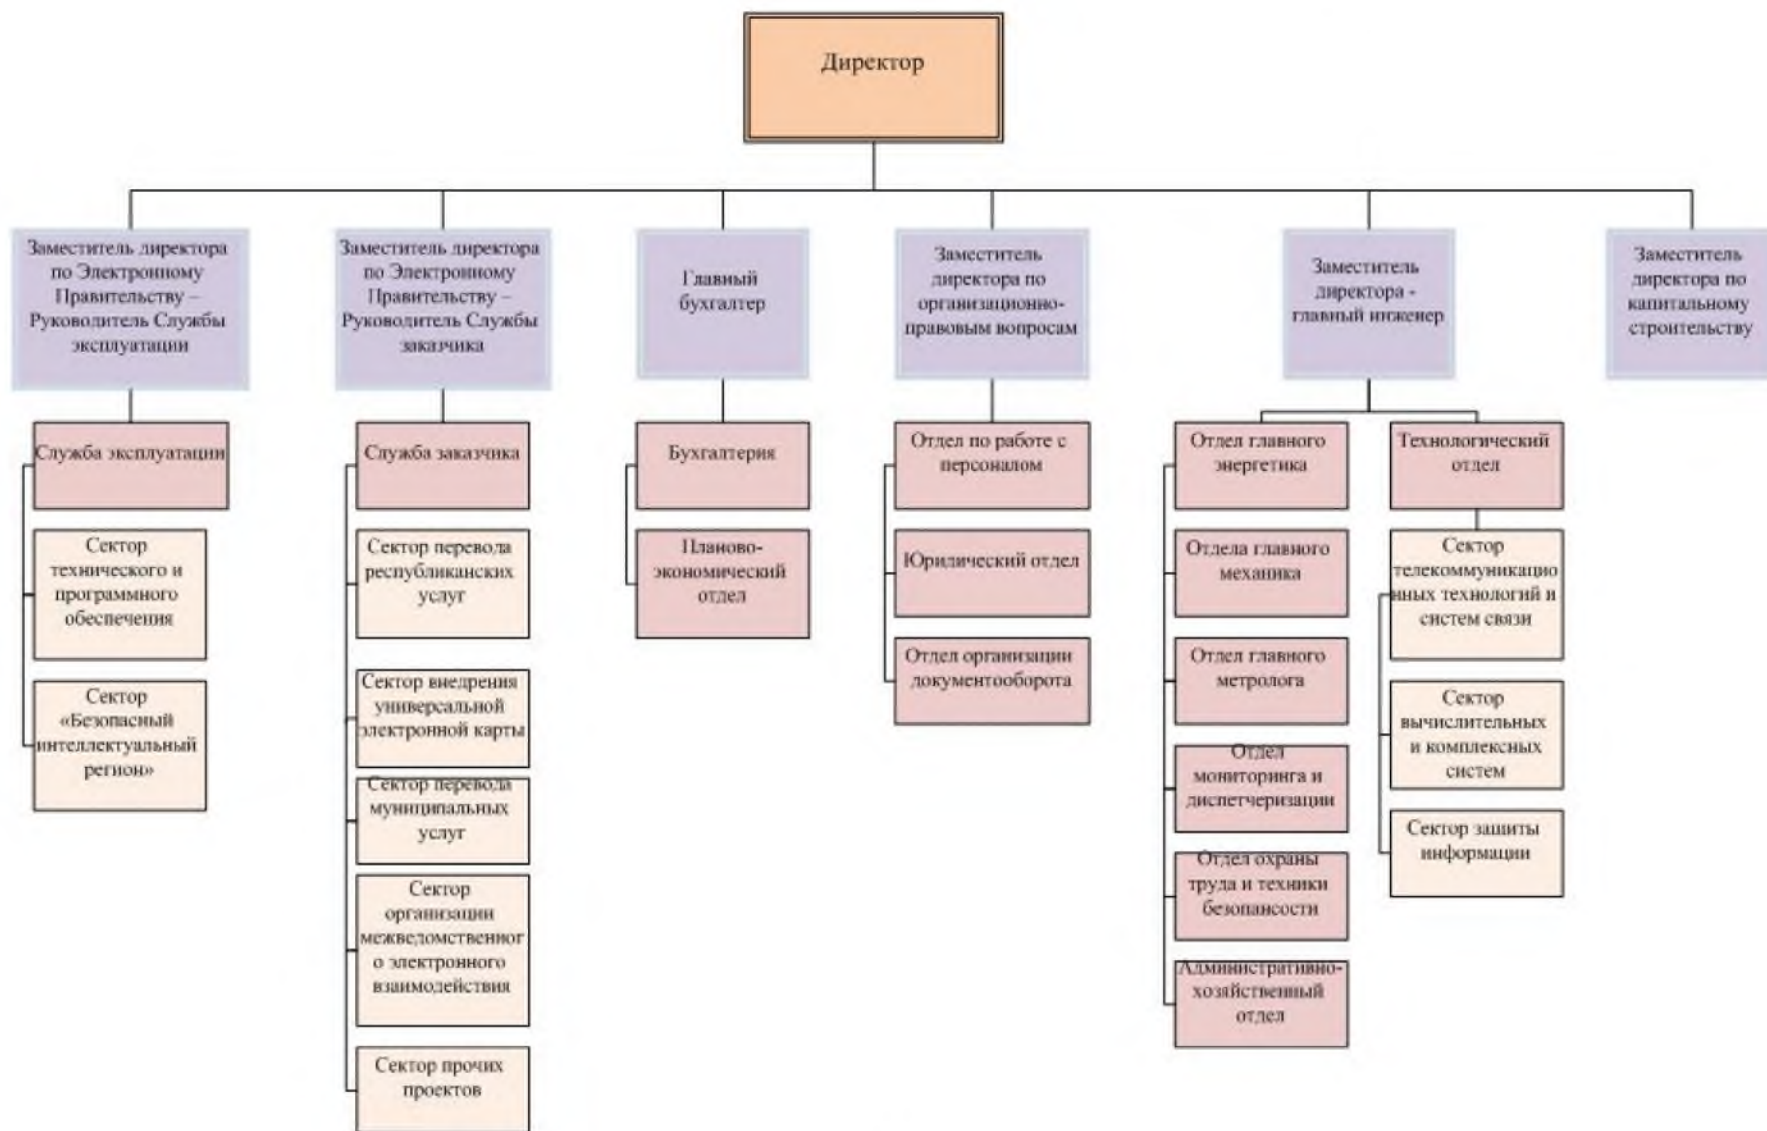 Директор
Заместитель директора
по Электронному
Правительству –
Руководитель Службы
эксплуатации
Заместитель директора
по Электронному
Правительству –
Руководитель Службы
заказчика
Главный
бухгалтер
Заместитель
директора по
организационно-
правовым вопросам
Заместитель
директора -
главный инженер
Заместитель
директора по
капитальному
строительству
Служба эксплуатации
Сектор
технического и
программного
обеспечения
Сектор
«Безопасный
интеллектуальный
регион»
Служба заказчика
Сектор перевода
республиканских
услуг
Сектор внедрения
универсальной
электронной карты
Сектор перевода
муниципальных
услуг
Сектор
организации
межведомственног
о электронного
взаимодействия
Сектор прочих
проектов
Бухгалтерия
Планово-
экономический
отдел
Отдел по работе с
персоналом
Юридический отдел
Отдел организации
документооборота
Отдел главного
энергетика
Отдела главного
механика
Отдел главного
метролога
Отдел
мониторинга и
диспетчеризации
Отдел охраны
труда и техники
безопансости
Административно-
хозяйственный
отдел
Технологический
отдел
Сектор
телекоммуникацио
нных технологий и
систем связи
Сектор
вычислительных
и комплексных
систем
Сектор защиты
информации